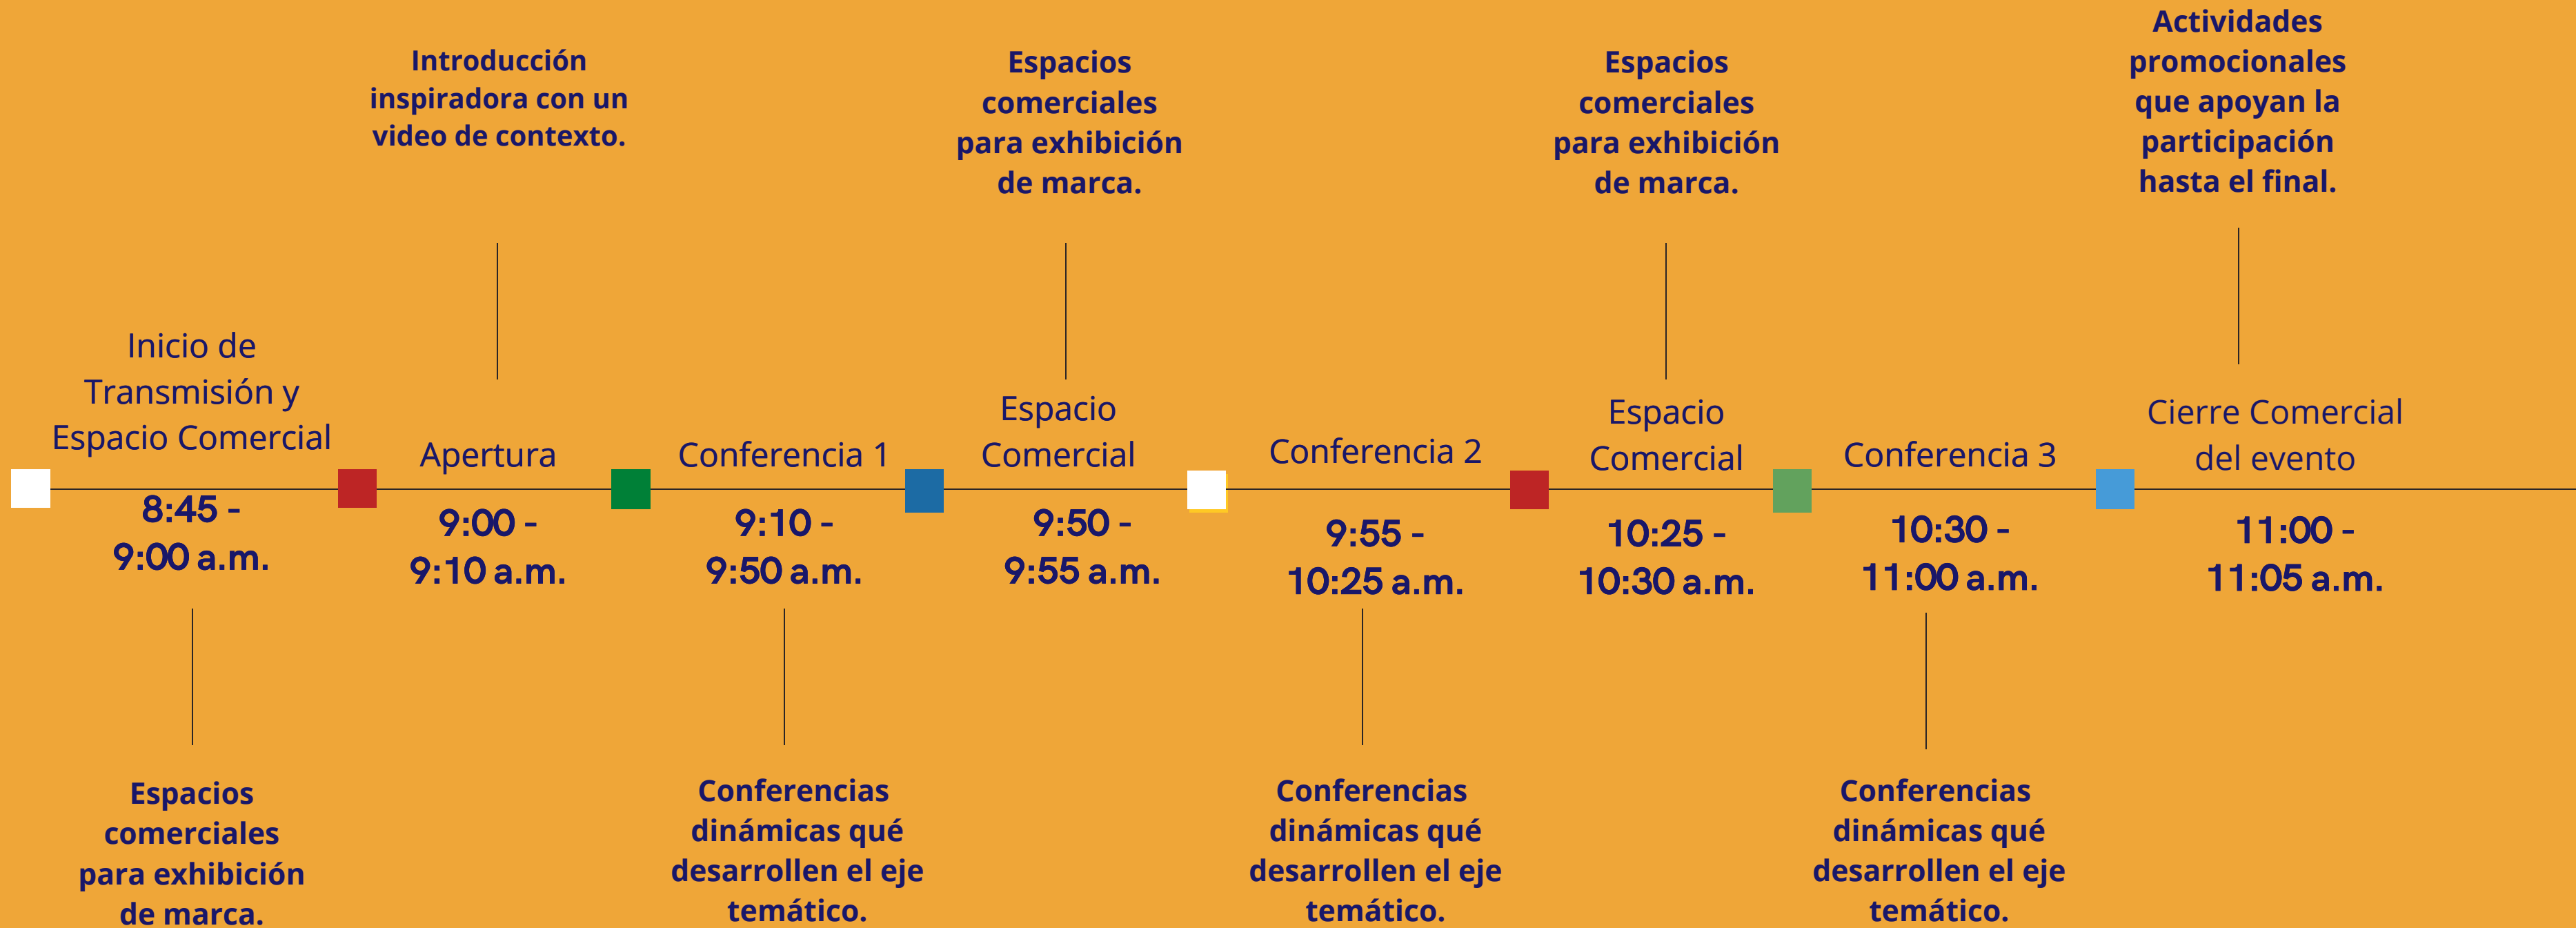 Introducción
inspiradora con un
video de contexto.
Espacios
comerciales
para exhibición
de marca.
Espacios
comerciales
para exhibición
de marca.
Actividades
promocionales
que apoyan la
participación
hasta el final.
Inicio de
Transmisión y
Espacio Comercial
8:45 -
9:00 a.m.
Apertura
9:00 -
9:10 a.m.
Conferencia 1
9:10 -
9:50 a.m.
Espacio
Comercial
9:50 -
9:55 a.m.
Conferencia 2
9:55 -
10:25 a.m.
Espacio
Comercial
10:25 -
10:30 a.m.
Conferencia 3
10:30 -
11:00 a.m.
Cierre Comercial
del evento
11:00 -
11:05 a.m.
Espacios
comerciales
para exhibición
de marca.
Conferencias
dinámicas qué
desarrollen el eje
temático.
Conferencias
dinámicas qué
desarrollen el eje
temático.
Conferencias
dinámicas qué
desarrollen el eje
temático.